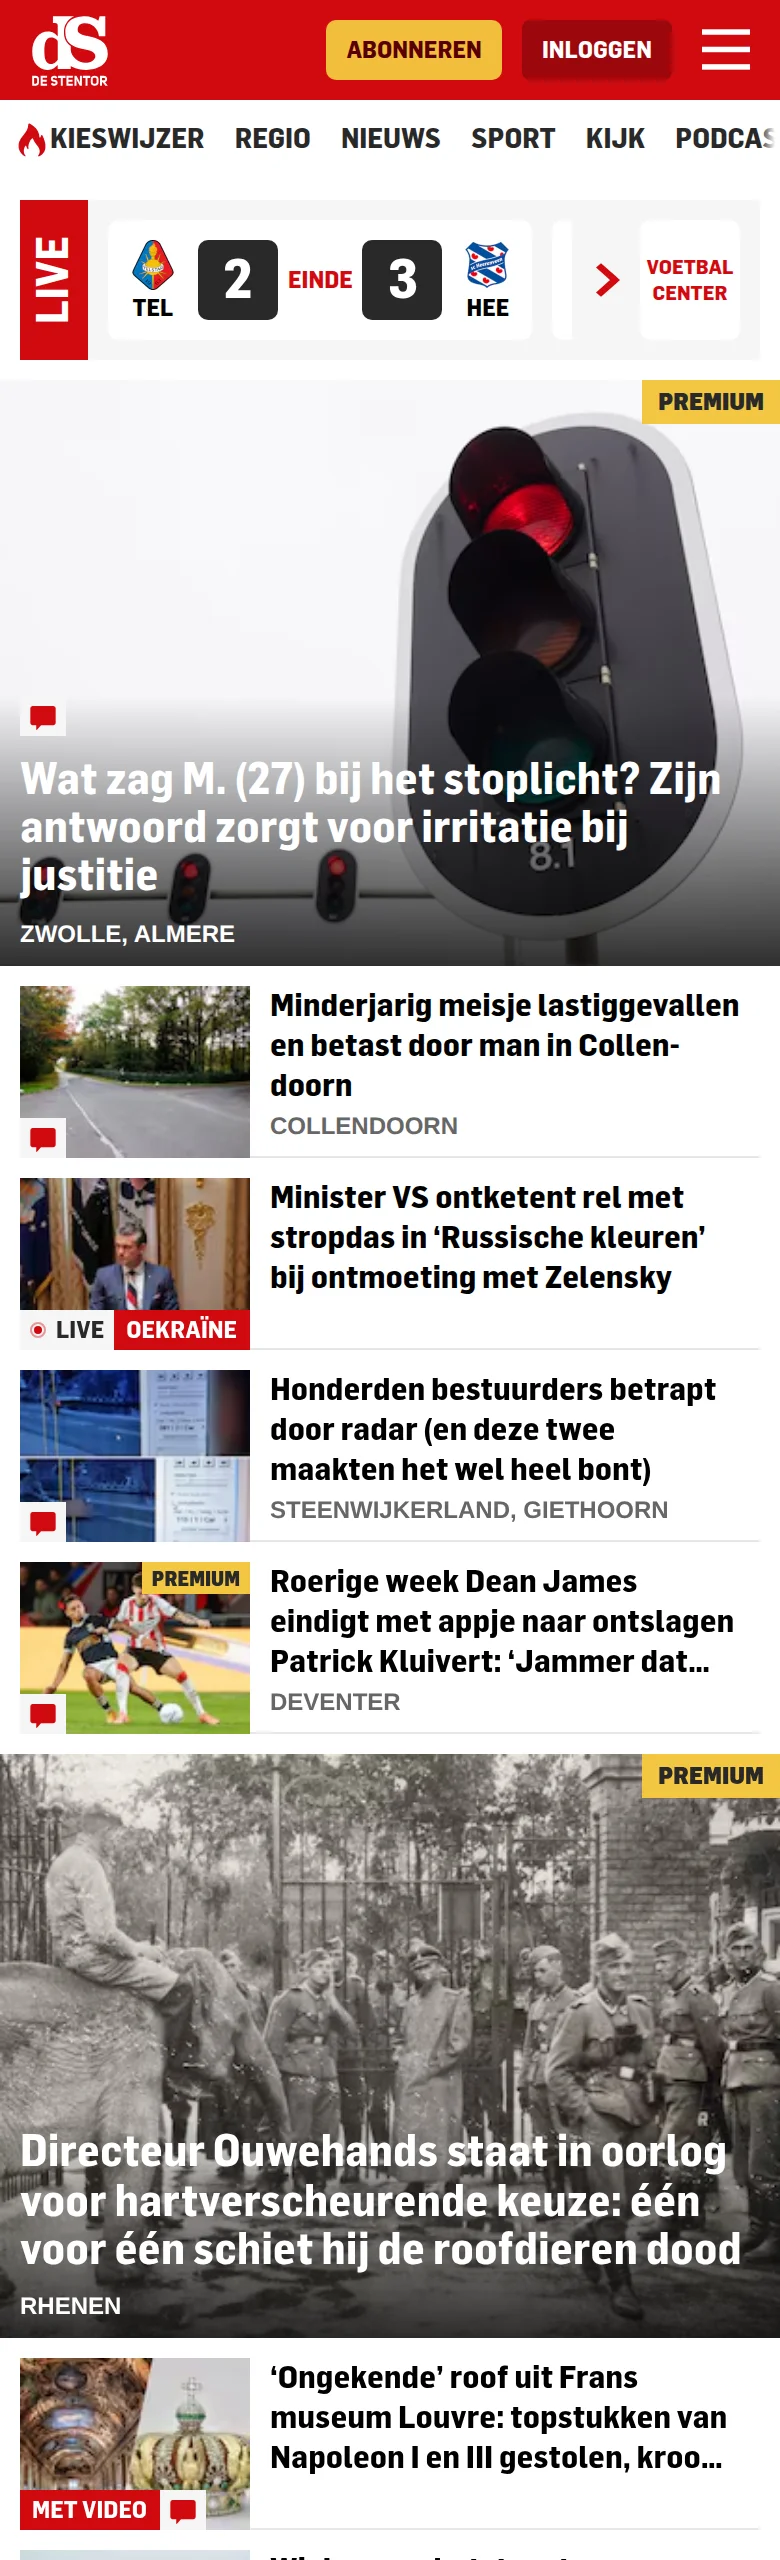 dS
DE STENTOR
ABONNEREN
INLOGGEN
KIESWIJZER REGIO NIEUWS SPORT KIJK PODCAS
LIVE
TEL
2
EINDE
3
HEE
VOETBAL
CENTER
PREMIUM
8.1
Wat zag M. (27) bij het stoplicht? Zijn
antwoord zorgt voor irritatie bij
justitie
ZWOLLE, ALMERE
Minderjarig meisje lastiggevallen
en betast door man in Collen-
doorn
COLLENDOORN
Minister VS ontketent rel met
stropdas in ‘Russische kleuren’
bij ontmoeting met Zelensky
LIVE OEKRAÏNE
Honderden bestuurders betrapt
door radar (en deze twee
maakten het wel heel bont)
STEENWIJKERLAND, GIETHOORN
PREMIUM
Roerige week Dean James
eindigt met appje naar ontslagen
Patrick Kluivert: ‘Jammer dat...
DEVENTER
PREMIUM
Directeur Ouwehands staat in oorlog
voor hartverscheurende keuze: één
voor één schiet hij de roofdieren dood
RHENEN
‘Ongekende’ roof uit Frans
museum Louvre: topstukken van
Napoleon I en III gestolen, kroo...
MET VIDEO